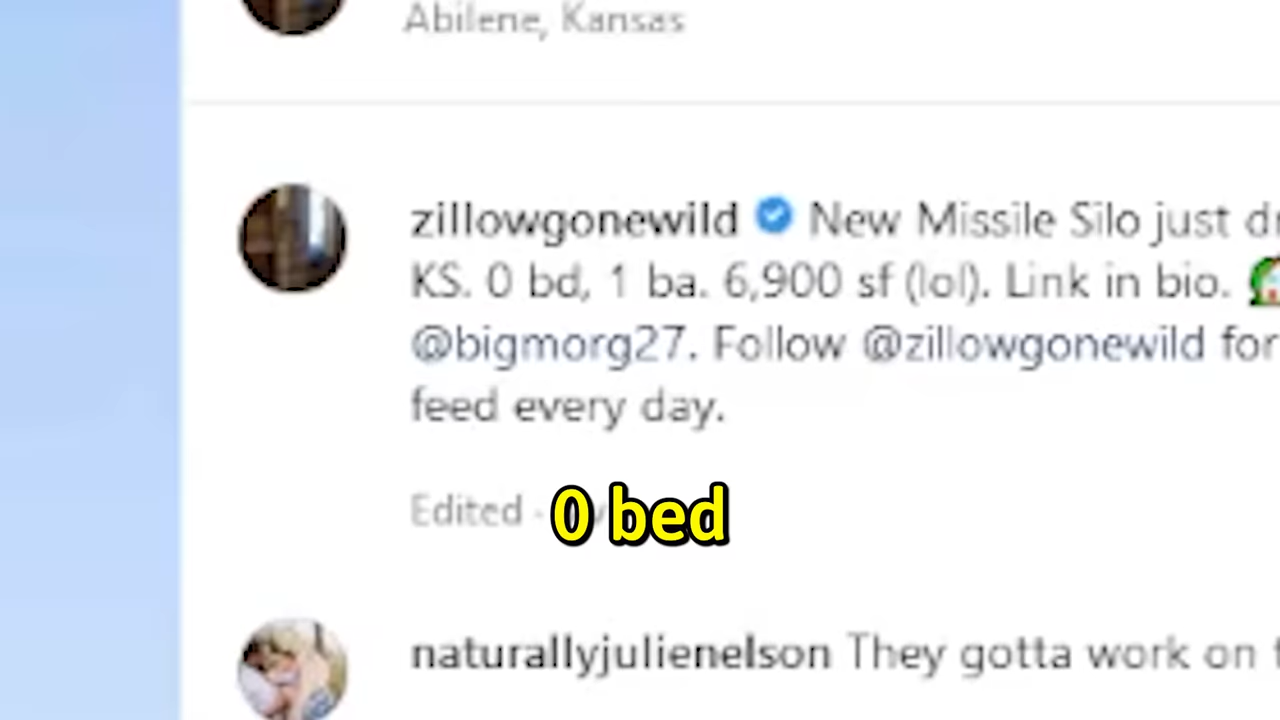 Abilene, Kansas
zillowgonewild New Missile Silo just
KS. 0 bd, 1 ba. 6,900 sf (lol). Link in bio.
@bigmorg27. Follow @zillowgonewild for
feed every day.
Edited ·
0 bed
naturallyjulienelson They gotta work on